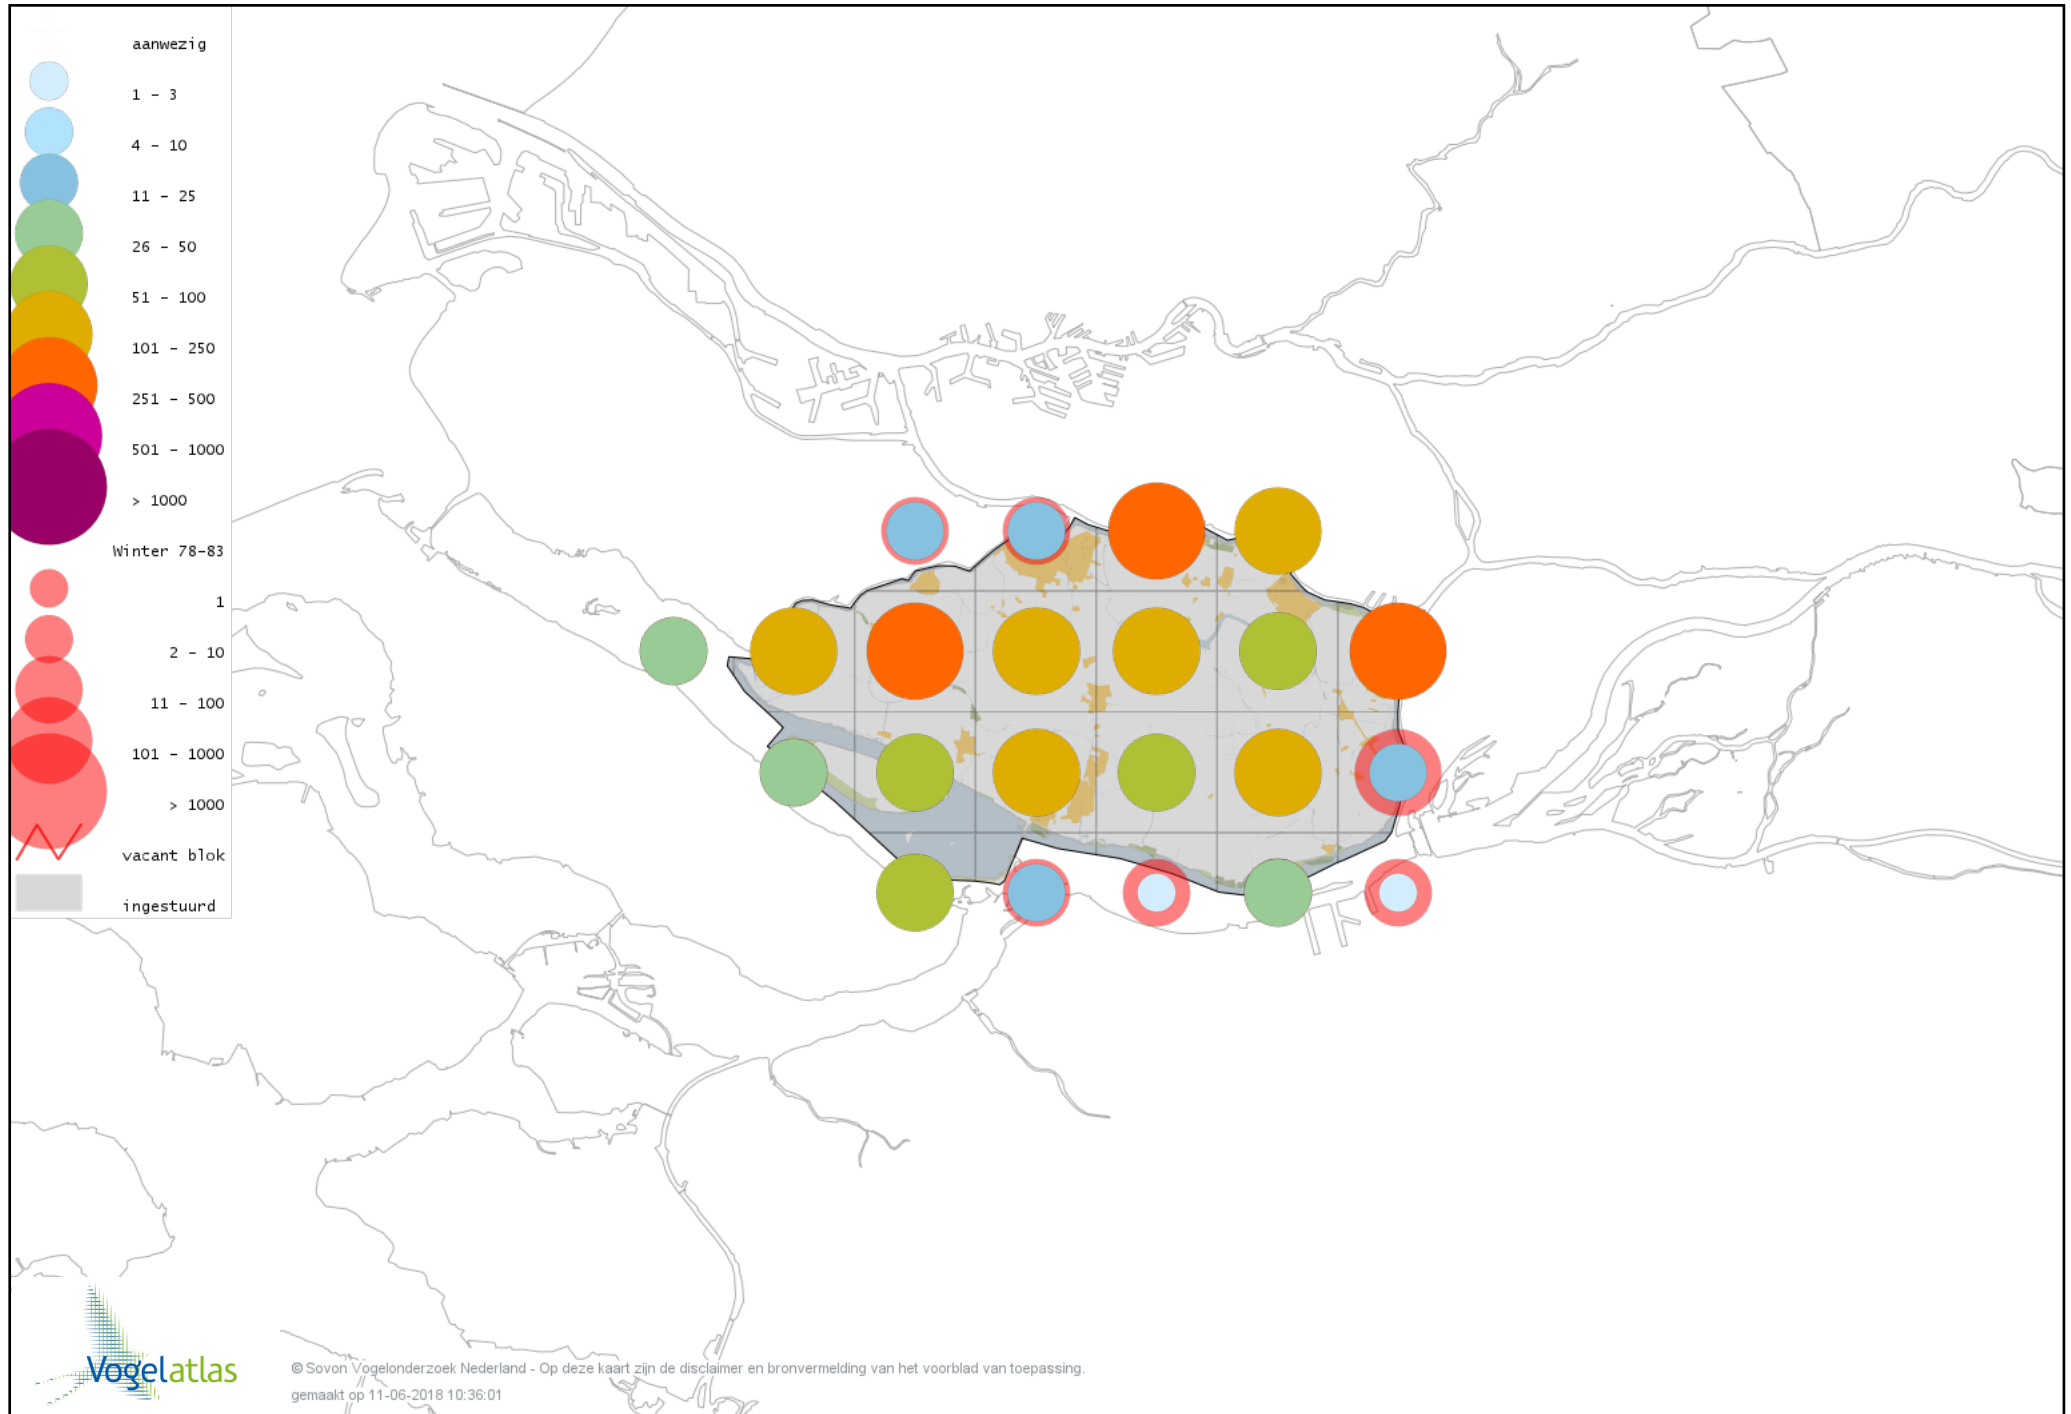 aanwezig
1 - 3
4 - 10
11 - 25
26 - 50
51 - 100
101 - 250
251 - 500
501 - 1000
> 1000
Winter 78-83
1
2 - 10
11 - 100
101 - 1000
> 1000
vacant blok
ingestuurd
Vogelatlas
© Sovon Vogelonderzoek Nederland - Op deze kaart zijn de disclaimer en bronvermelding van het voorblad van toepassing.
gemaakt op 11-06-2018 10:36:01